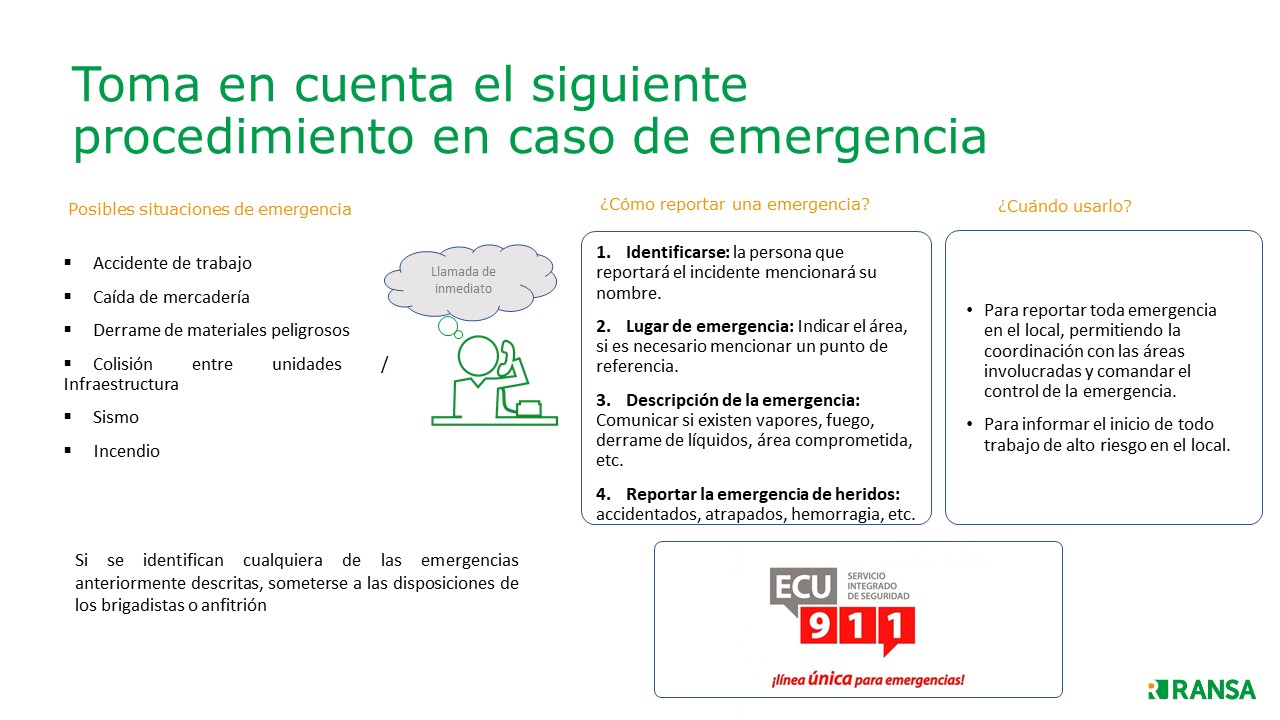 Toma en cuenta el siguiente
procedimiento en caso de emergencia
Posibles situaciones de emergencia
▪ Accidente de trabajo
▪ Caída de mercadería
▪ Derrame de materiales peligrosos
▪ Colisión entre unidades /
Infraestructura
▪ Sismo
▪ Incendio
Llamada de
inmediato
Si se identifican cualquiera de las emergencias
anteriormente descritas, someterse a las disposiciones de
los brigadistas o anfitrión
¿Cómo reportar una emergencia?
1. Identificarse: la persona que
reportará el incidente mencionará su
nombre.
2. Lugar de emergencia: Indicar el área,
si es necesario mencionar un punto de
referencia.
3. Descripción de la emergencia:
Comunicar si existen vapores, fuego,
derrame de líquidos, área comprometida,
etc.
4. Reportar la emergencia de heridos:
accidentados, atrapados, hemorragia, etc.
¿Cuándo usarlo?
• Para reportar toda emergencia
en el local, permitiendo la
coordinación con las áreas
involucradas y comandar el
control de la emergencia.
• Para informar el inicio de todo
trabajo de alto riesgo en el local.
ECU
SERVICIO
INTEGRADO
DE SEGURIDAD
911
¡línea única para emergencias!
RANSA